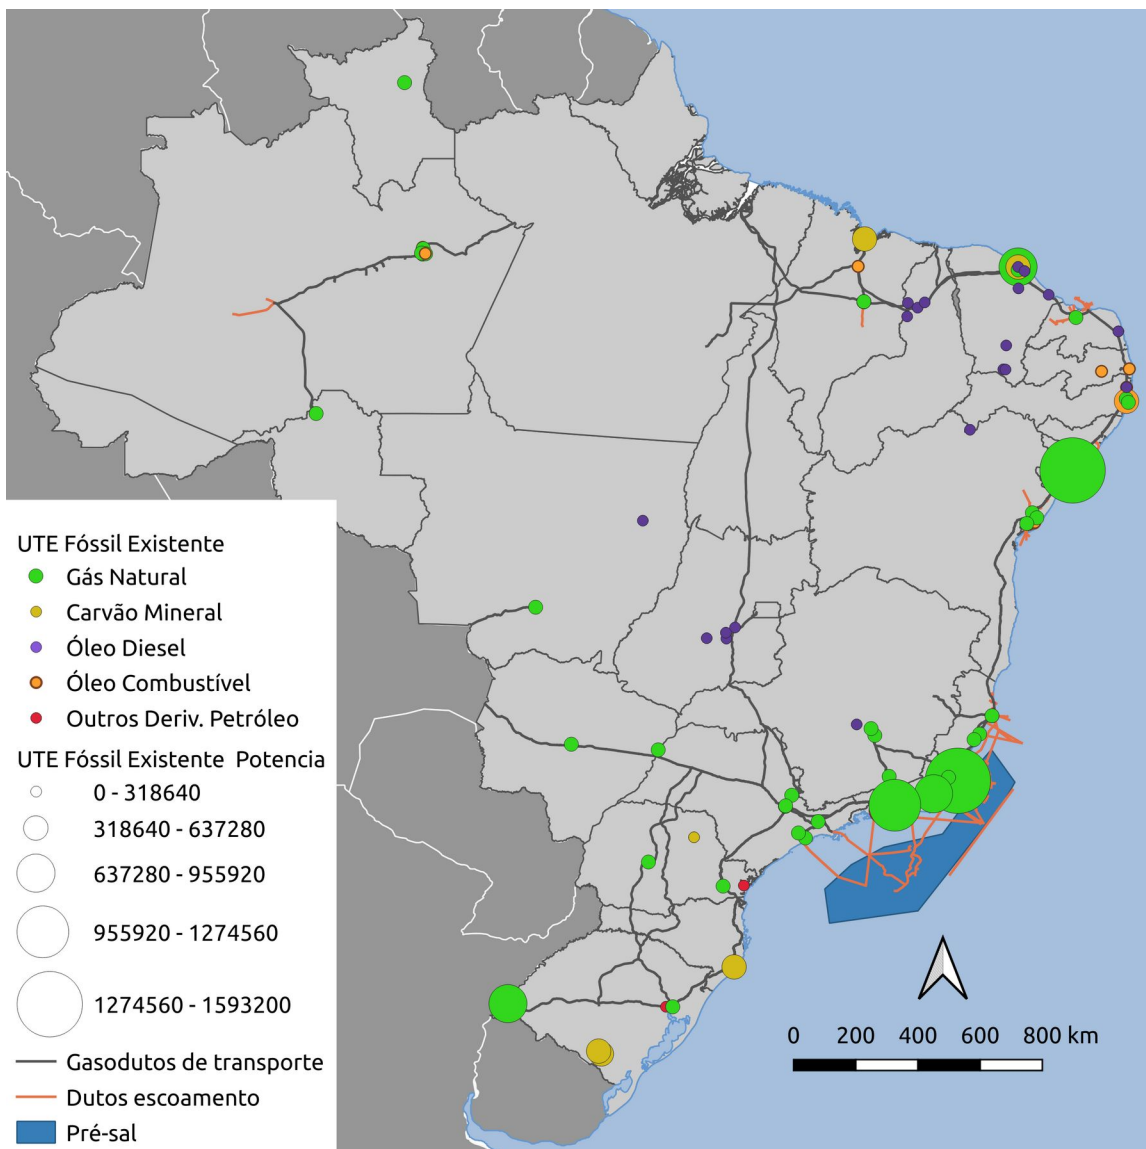 UTE Fóssil Existente
Gás Natural
Carvão Mineral
Óleo Diesel
Óleo Combustível
Outros Deriv. Petróleo
UTE Fóssil Existente Potencia
0 - 318640
318640 - 637280
637280 - 955920
955920 - 1274560
1274560 - 1593200
Gasodutos de transporte
Dutos escoamento
Pré-sal
0 200 400 600 800 km